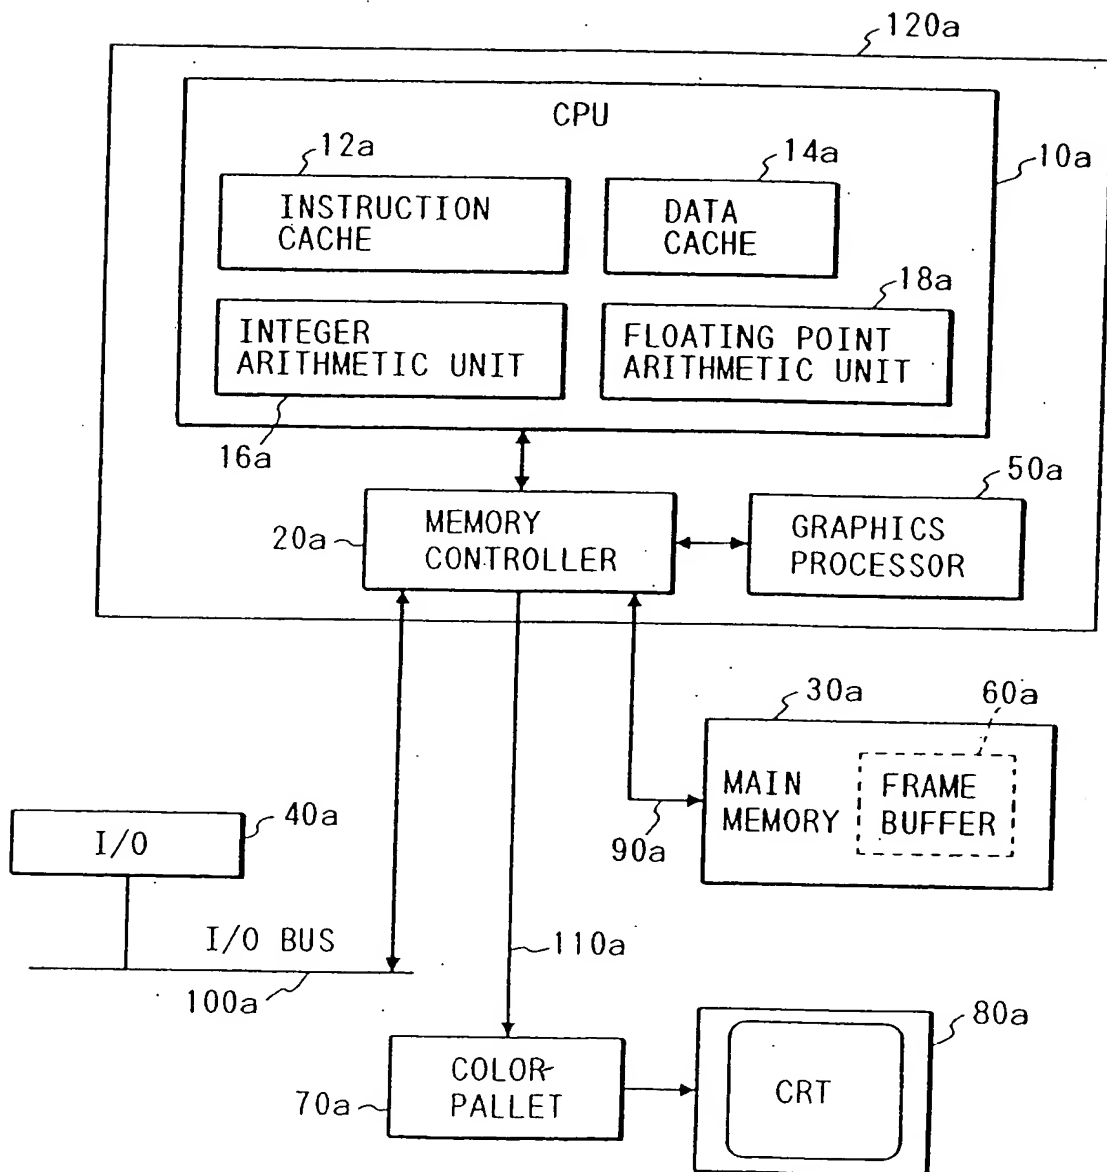 120a
CPU
12a
14a
10a
INSTRUCTION
CACHE
DATA
CACHE
18a
INTEGER
ARITHMETIC UNIT
FLOATING POINT
ARITHMETIC UNIT
16a
50a
20a
MEMORY
CONTROLLER
GRAPHICS
PROCESSOR
30a
60a
MAIN
MEMORY
FRAME
BUFFER
90a
40a
I/O
I/O BUS
100a
110a
80a
COLOR
PALLET
70a
CRT